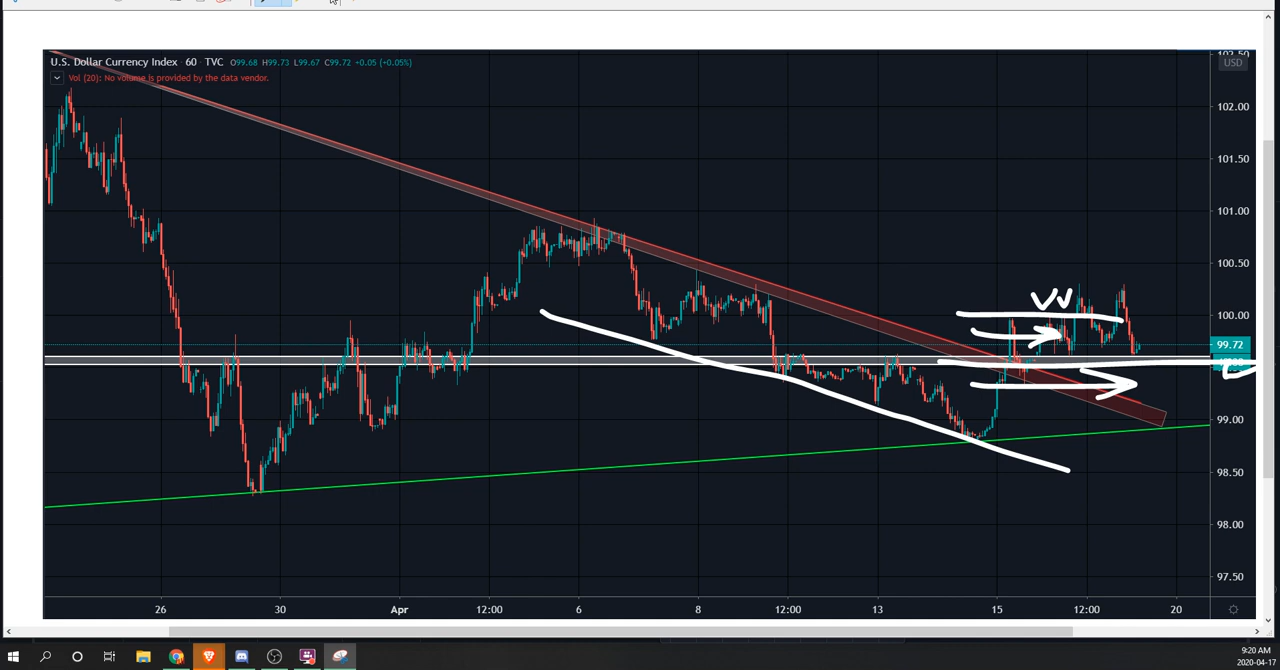 U.S. Dollar Currency Index · 60 · TVC O99.68 H99.73 L99.67 C99.72 +0.05 (+0.05%)
Vol (20): No volume is provided by the data vendor.
102.50
USD
102.00
101.50
101.00
100.50
100.00
99.72
99.00
98.50
98.00
97.50
26 30 Apr 12:00 6 8 12:00 13 15 12:00 20
9:20 AM
2020-04-17